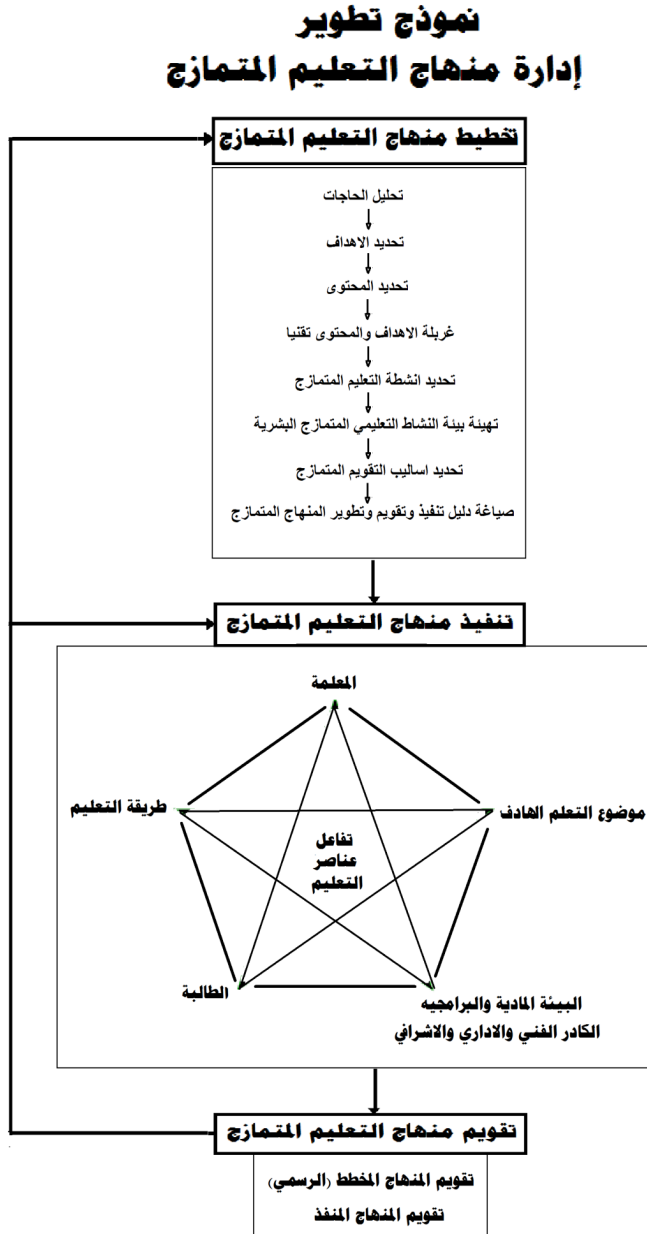 نموذج تطوير
إدارة منهاج التعليم المتمازج
تخطيط منهاج التعليم المتمازج
تحليل الحاجات
تحديد الاهداف
تحديد المحتوى
غربلة الاهداف والمحتوى تقنيا
تحديد انشطة التعليم المتمازج
تهيئة بيئة النشاط التعليمي المتمازج البشرية
تحديد اساليب التقويم المتمازج
صياغة دليل تنفيذ وتقويم وتطوير المنهاج المتمازج
تنفيذ منهاج التعليم المتمازج
المعلمة
موضوع التعلم الهادف
طريقة التعليم
تفاعل
عناصر
التعليم
الطالبة
البيئة المادية والبرامجيه
الكادر الفني والاداري والاشرافي
تقويم منهاج التعليم المتمازج
تقويم المنهاج المخطط (الرسمي)
تقويم المنهاج المنفذ